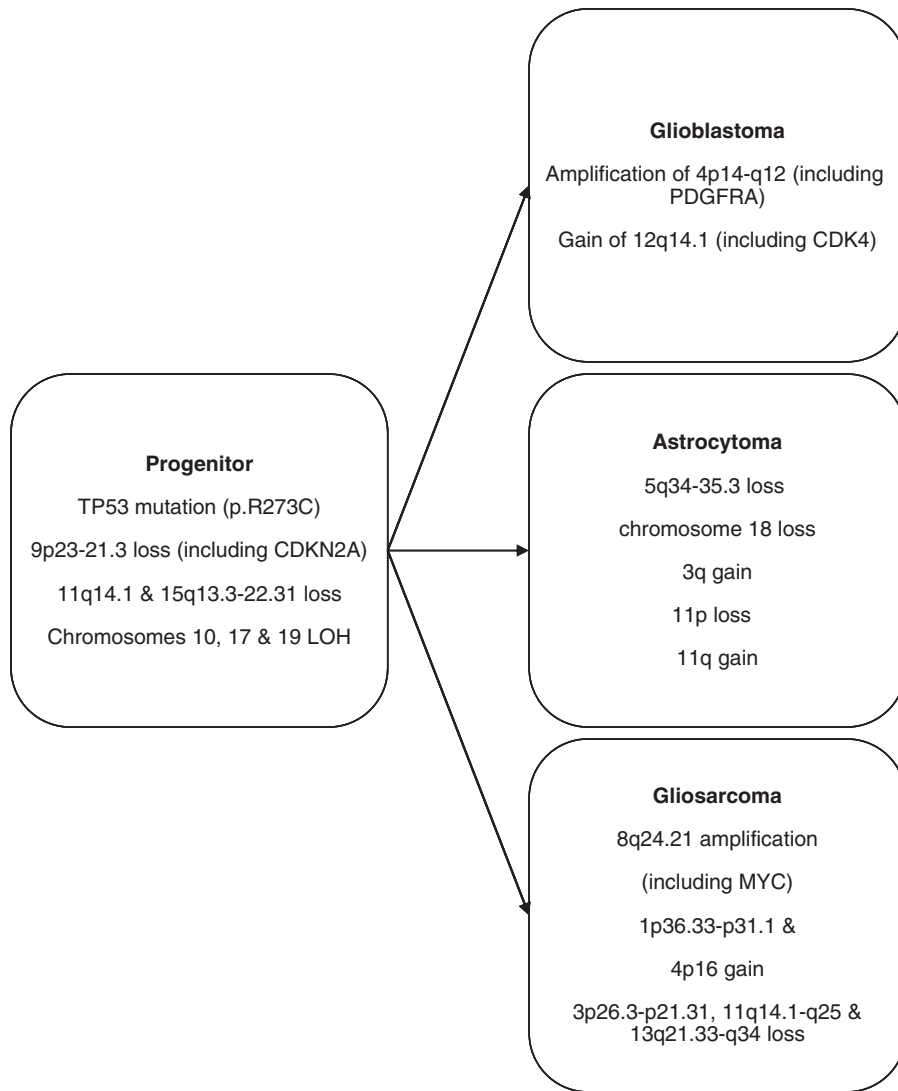 Glioblastoma
Amplification of 4p14-q12 (including
PDGFRA)
Gain of 12q14.1 (including CDK4)
Progenitor
TP53 mutation (p.R273C)
9p23-21.3 loss (including CDKN2A)
11q14.1 & 15q13.3-22.31 loss
Chromosomes 10, 17 & 19 LOH
Astrocytoma
5q34-35.3 loss
chromosome 18 loss
3q gain
11p loss
11q gain
Gliosarcoma
8q24.21 amplification
(including MYC)
1p36.33-p31.1 &
4p16 gain
3p26.3-p21.31, 11q14.1-q25 &
13q21.33-q34 loss